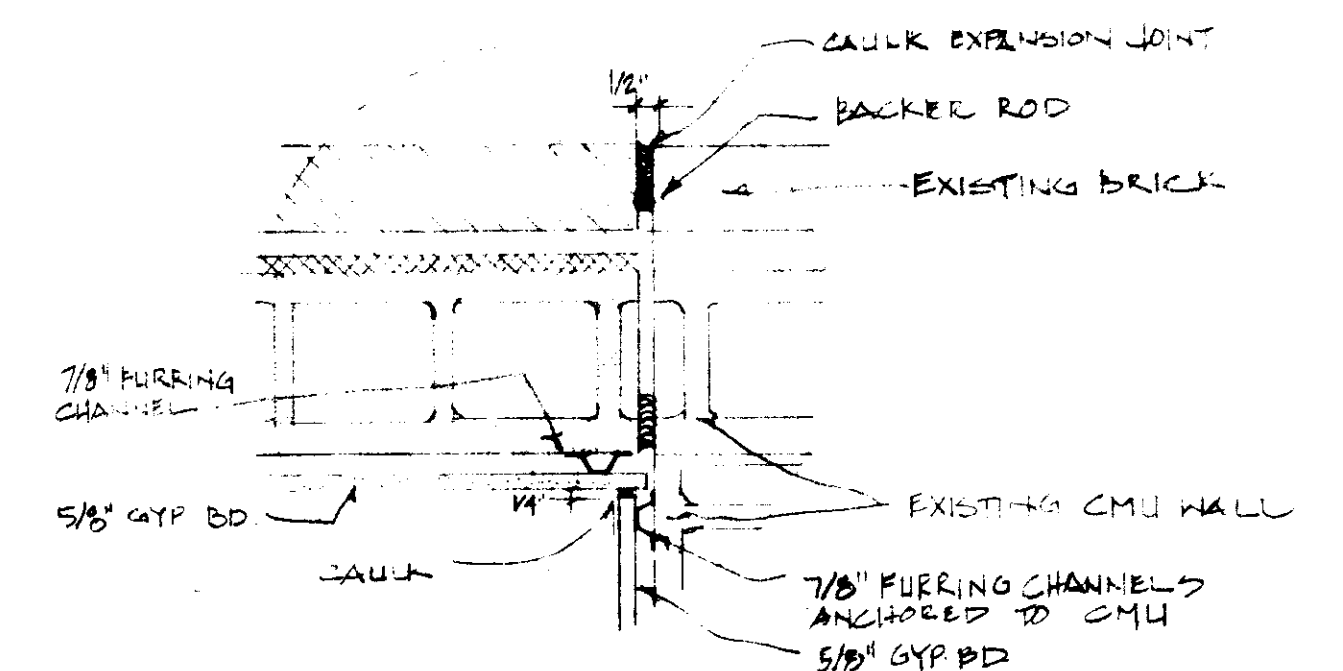 CAULK EXPANSION JOINT
1/2"
BACKER ROD
EXISTING BRICK
7/8" FURRING
CHANNEL
5/8" GYP BD.
1/4"
EXISTING CMU WALL
CAULK
7/8" FURRING CHANNELS
ANCHORED TO CMU
5/8" GYP. BD